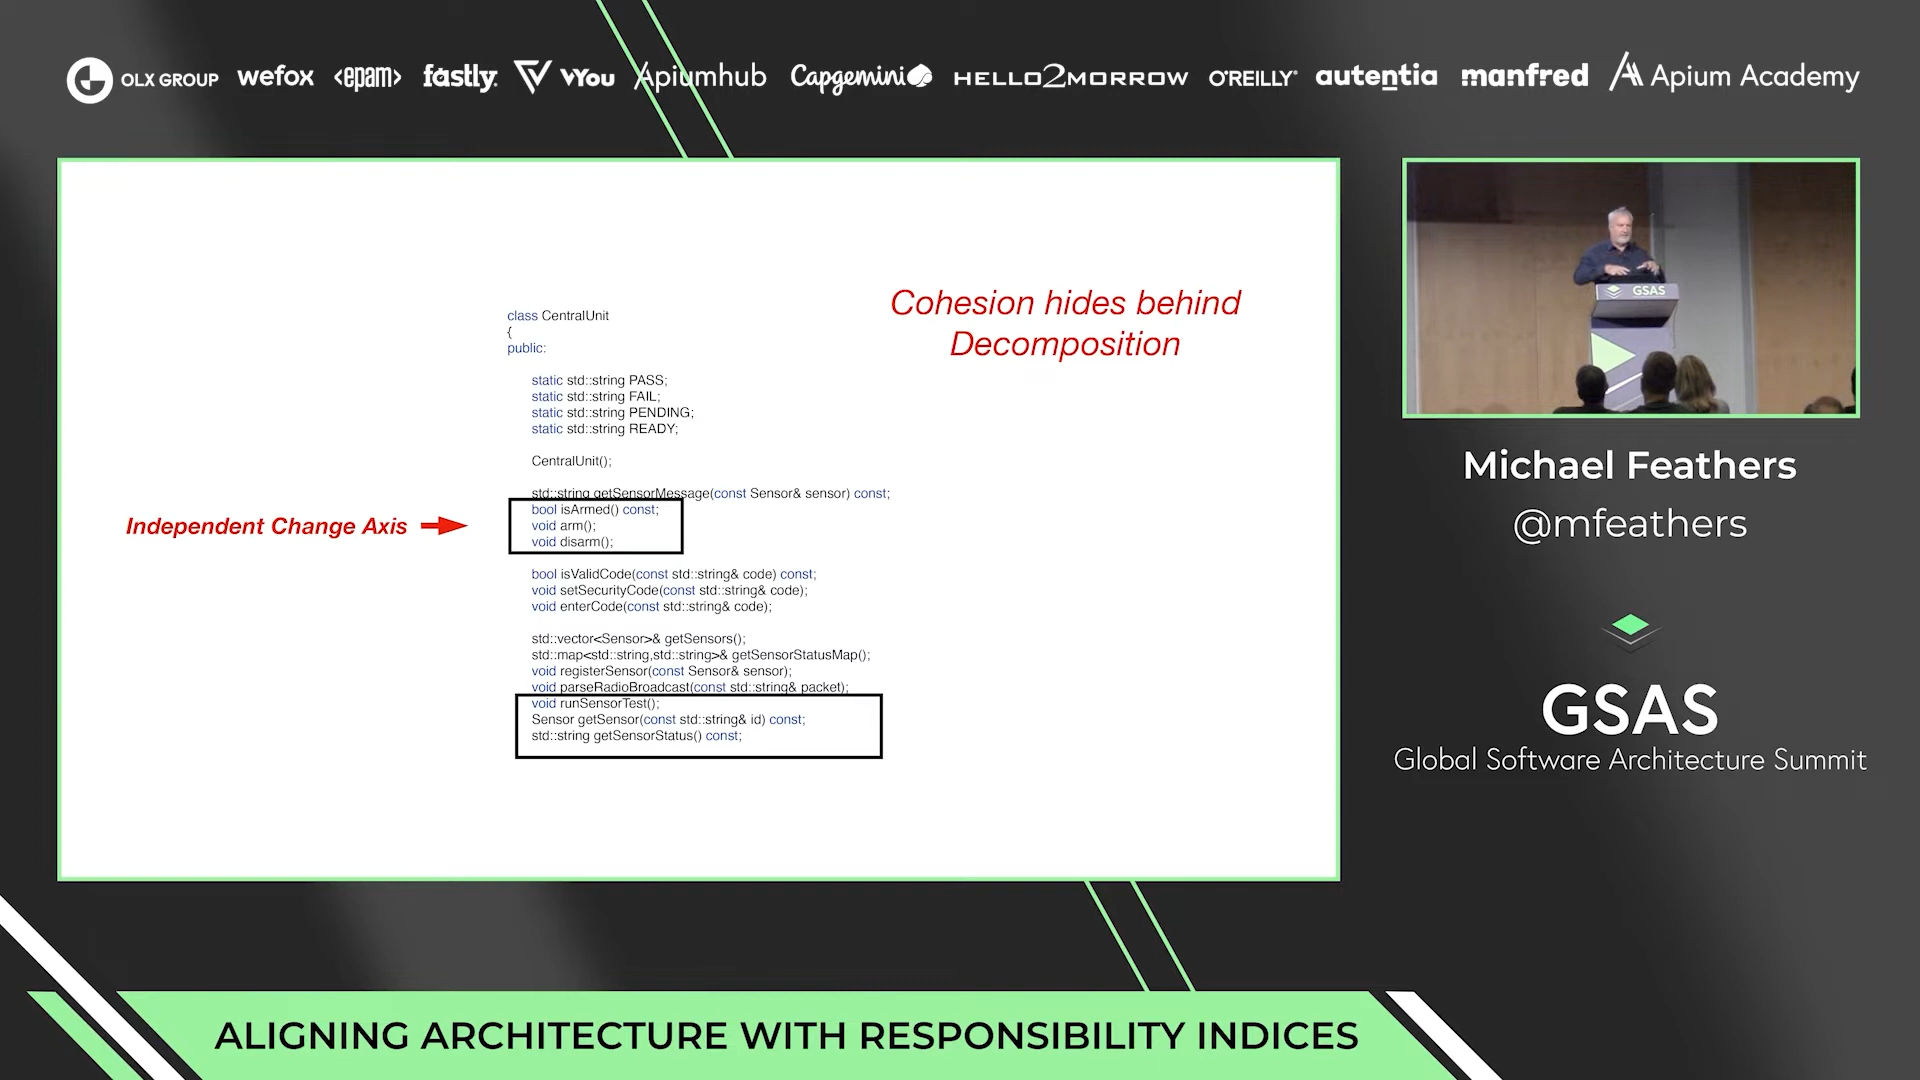 OLX GROUP wefox <epam> fastly. VYou Apiumhub Capgemini HELLO2MORROW O'REILLY® autentia manfred Apium Academy
Cohesion hides behind
Decomposition
class CentralUnit
{
public:
static std::string PASS;
static std::string FAIL;
static std::string PENDING;
static std::string READY;
CentralUnit();
std::string getSensorMessage(const Sensor& sensor) const;
bool isArmed() const;
void arm();
void disarm();
Independent Change Axis
bool isValidCode(const std::string& code) const;
void setSecurityCode(const std::string& code);
void enterCode(const std::string& code);
std::vector<Sensor>& getSensors();
std::map<std::string,std::string>& getSensorStatusMap();
void registerSensor(const Sensor& sensor);
void parseRadioBroadcast(const std::string& packet);
void runSensorTest();
Sensor getSensor(const std::string& id) const;
std::string getSensorStatus() const;
GSAS
Michael Feathers
@mfeathers
GSAS
Global Software Architecture Summit
ALIGNING ARCHITECTURE WITH RESPONSIBILITY INDICES